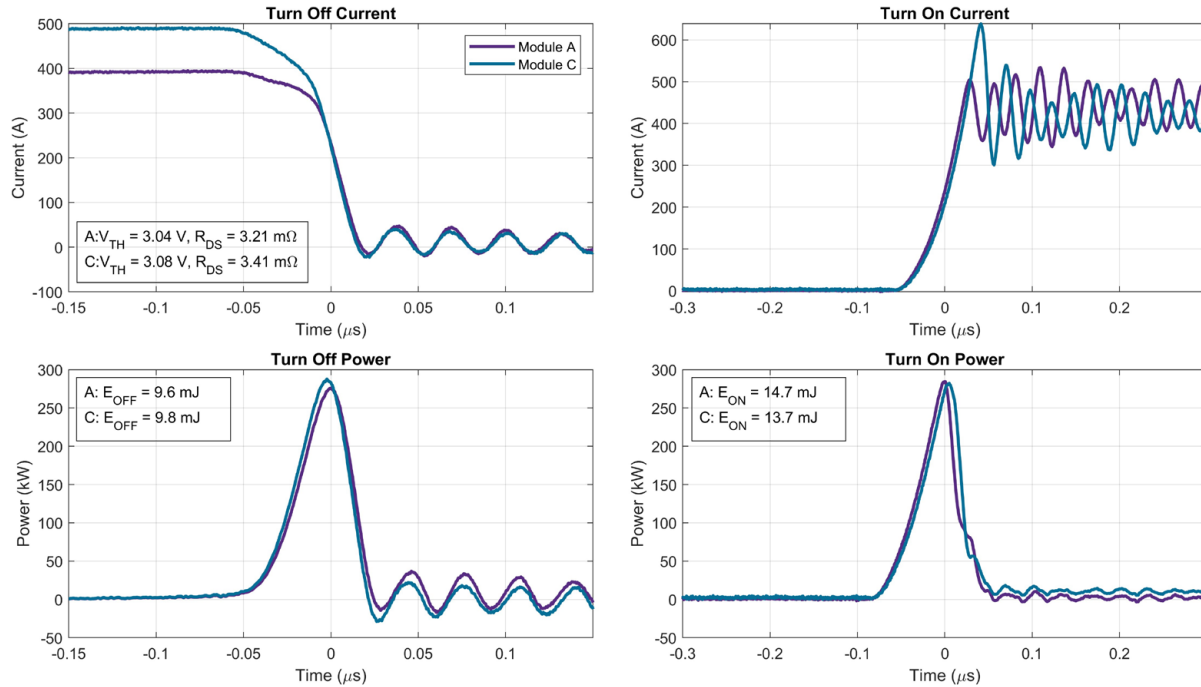 Turn Off Current
500
400
300
200
100
0
-100
Current (A)
Module A
Module C
A:V_TH = 3.04 V, R_DS = 3.21 mΩ
C:V_TH = 3.08 V, R_DS = 3.41 mΩ
-0.15 -0.1 -0.05 0 0.05 0.1
Time (μs)
Turn On Current
600
500
400
300
200
100
0
Current (A)
-0.3 -0.2 -0.1 0 0.1 0.2
Time (μs)
Turn Off Power
300
250
200
150
100
50
0
-50
Power (kW)
A: E_OFF = 9.6 mJ
C: E_OFF = 9.8 mJ
-0.15 -0.1 -0.05 0 0.05 0.1
Time (μs)
Turn On Power
300
250
200
150
100
50
0
-50
Power (kW)
A: E_ON = 14.7 mJ
C: E_ON = 13.7 mJ
-0.3 -0.2 -0.1 0 0.1 0.2
Time (μs)